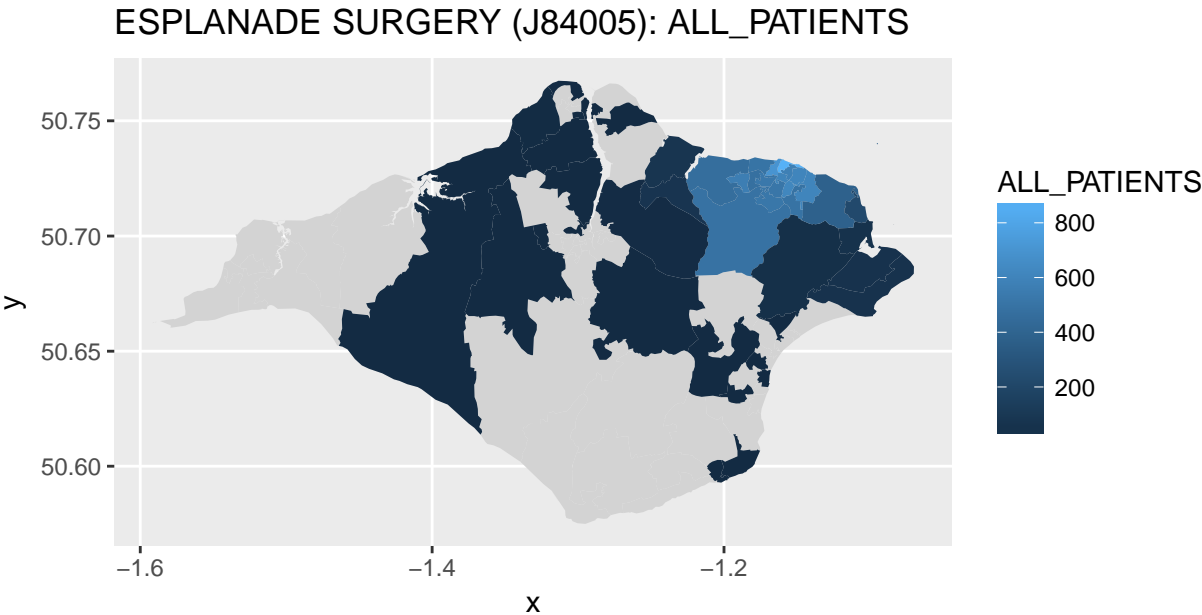 ESPLANADE SURGERY (J84005): ALL_PATIENTS
50.75
50.70
50.65
50.60
y
−1.6
−1.4
−1.2
x
ALL_PATIENTS
800
600
400
200